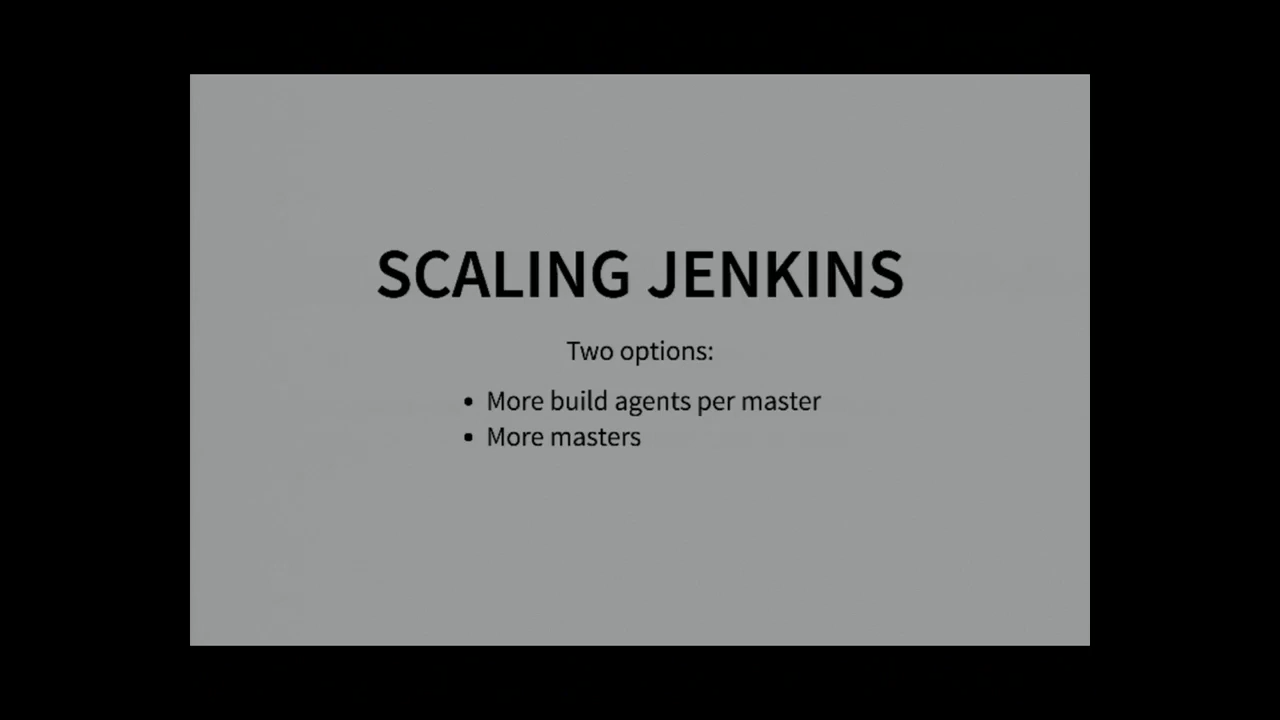 SCALING JENKINS
Two options:
• More build agents per master
• More masters